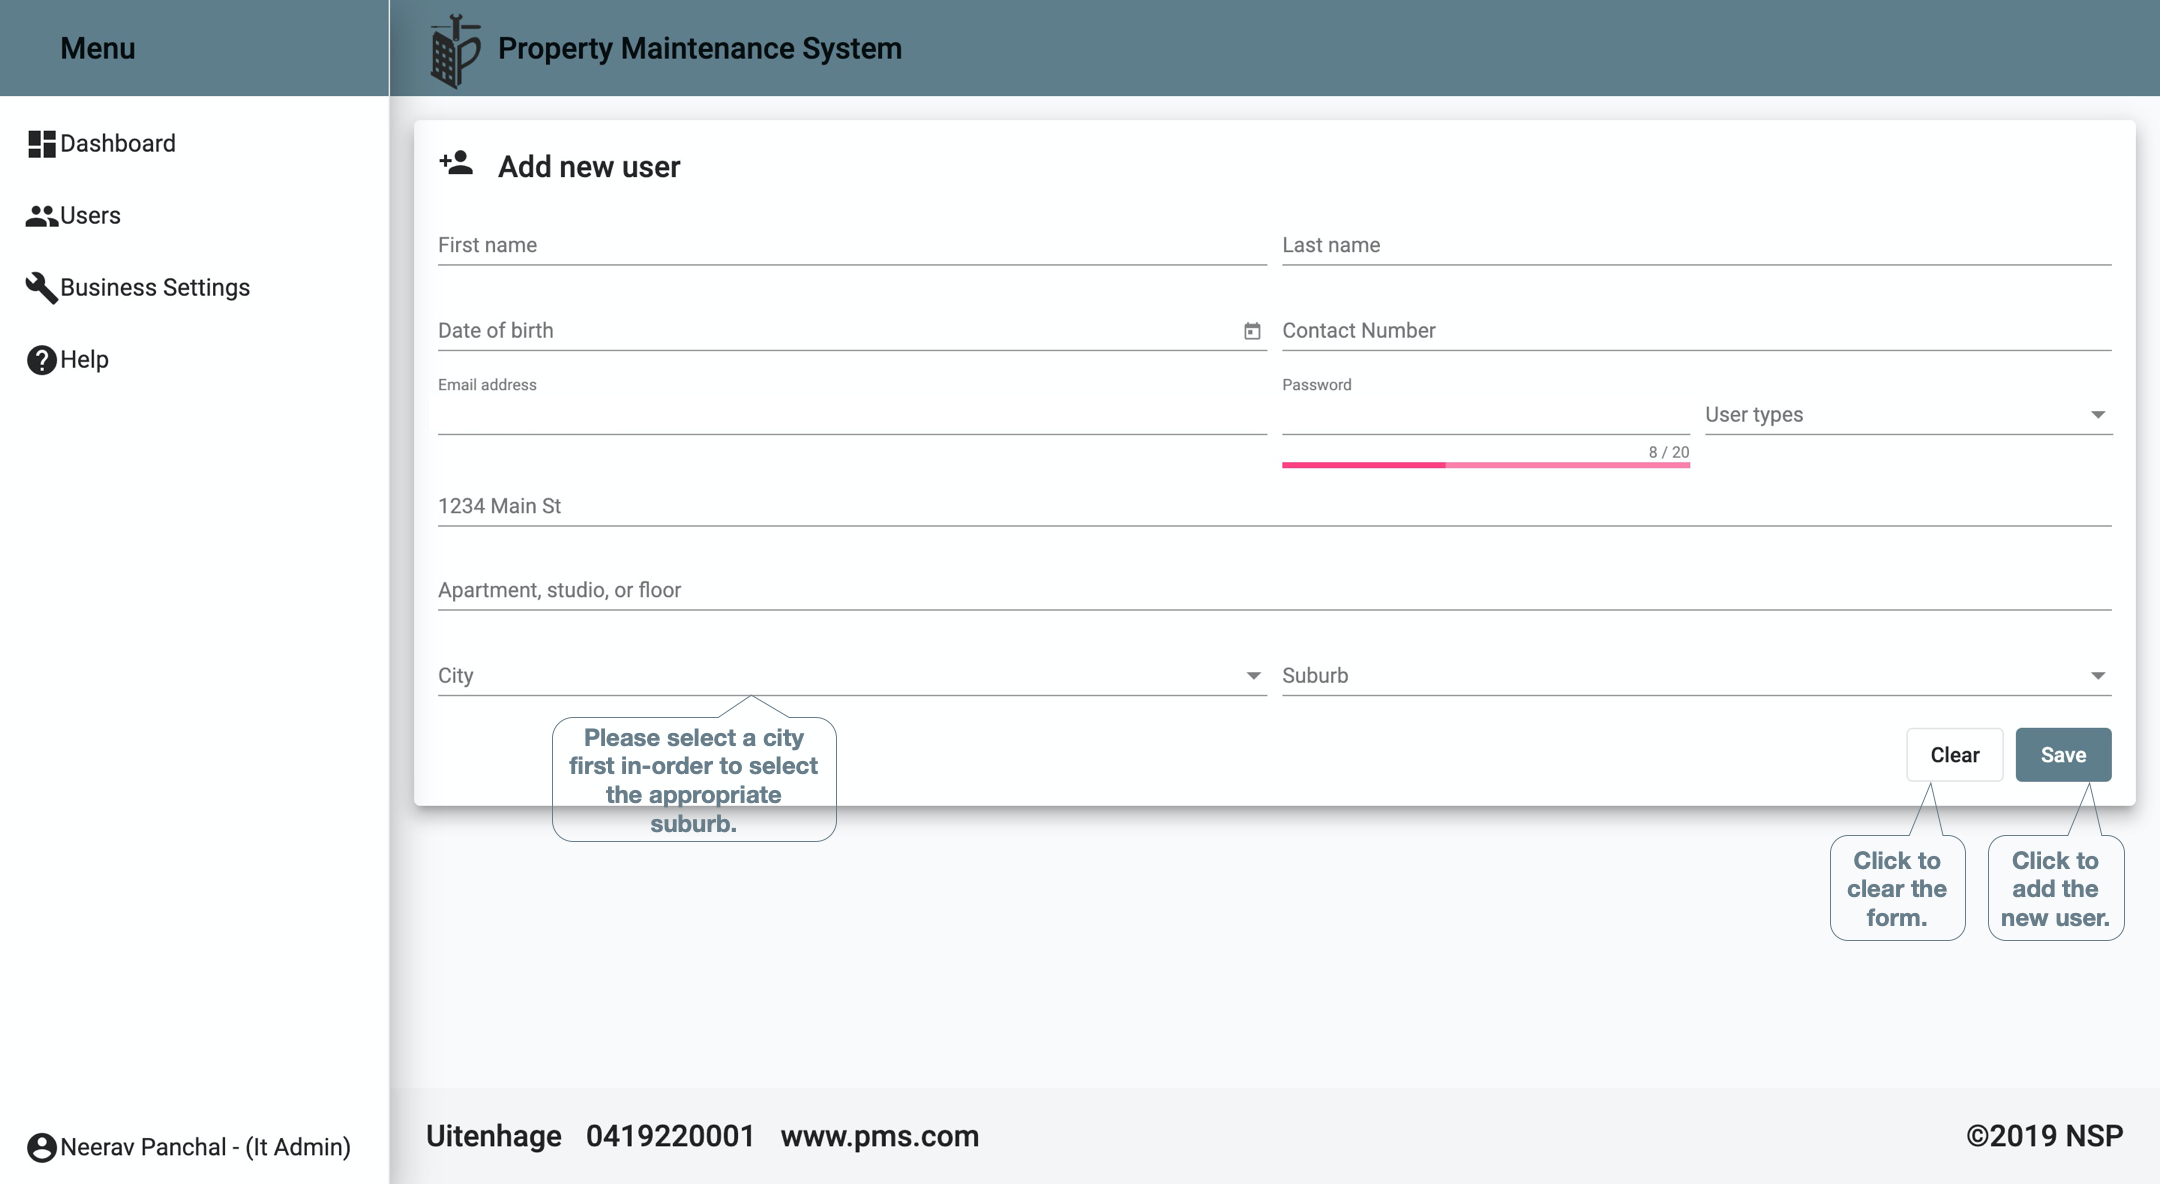 Menu
Property Maintenance System
Dashboard
Users
Business Settings
Help
Neerav Panchal - (It Admin)
Add new user
First name
Last name
Date of birth
Contact Number
Email address
Password
User types
8 / 20
1234 Main St
Apartment, studio, or floor
City
Suburb
Please select a city
first in-order to select
the appropriate
suburb.
Clear
Save
Click to
clear the
form.
Click to
add the
new user.
Uitenhage 0419220001 www.pms.com
©2019 NSP